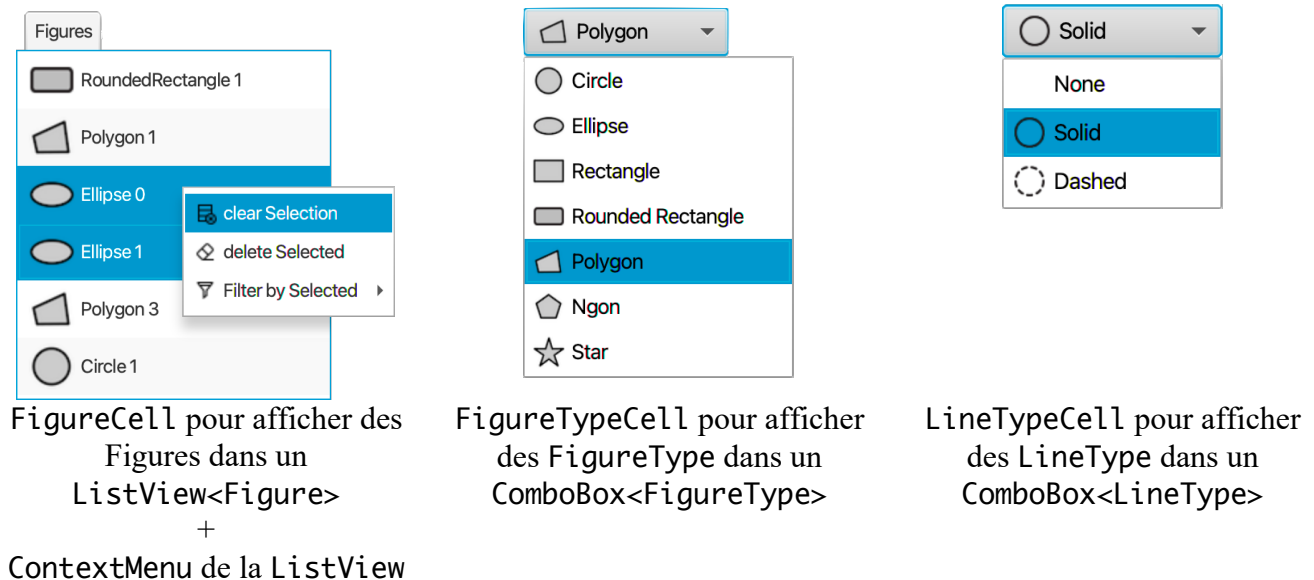 Figures
RoundedRectangle 1
Polygon 1
Ellipse 0
Ellipse 1
Polygon 3
Circle 1
clear Selection
delete Selected
Filter by Selected
FigureCell pour afficher des
Figures dans un
ListView<Figure>
+
ContextMenu de la ListView
Polygon
Circle
Ellipse
Rectangle
Rounded Rectangle
Polygon
Ngon
Star
FigureTypeCell pour afficher
des FigureType dans un
ComboBox<FigureType>
Solid
None
Solid
Dashed
LineTypeCell pour afficher
des LineType dans un
ComboBox<LineType>